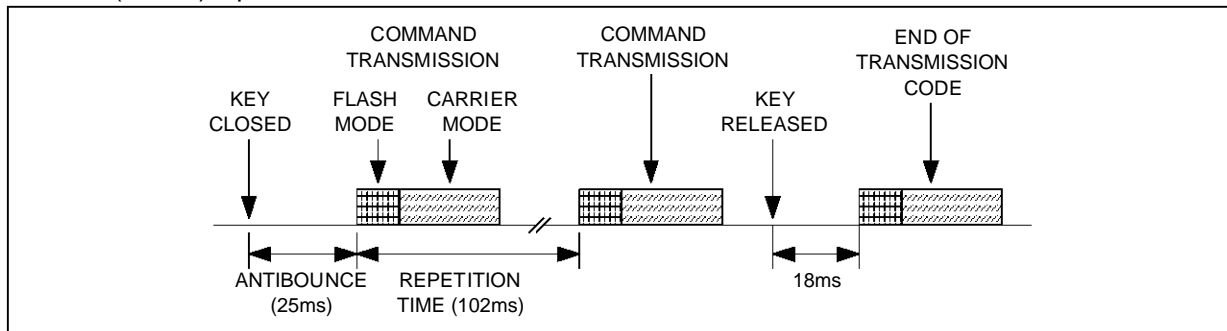 COMMAND
TRANSMISSION
COMMAND
TRANSMISSION
END OF
TRANSMISSION
CODE
KEY
CLOSED
FLASH
MODE
CARRIER
MODE
KEY
RELEASED
ANTIBOUNCE
(25ms)
REPETITION
TIME (102ms)
18ms